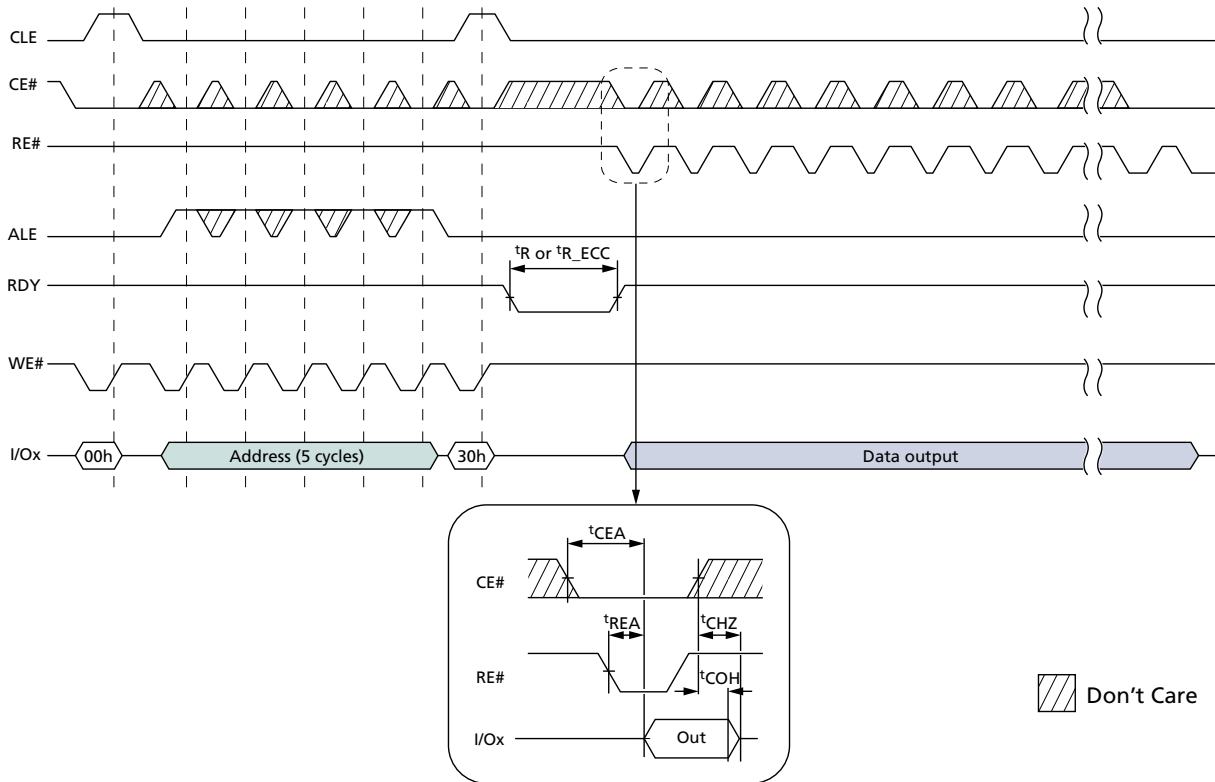 CLE
CE#
RE#
ALE
tR or tR_ECC
RDY
WE#
I/Ox 00h Address (5 cycles) 30h Data output
tCEA
CE#
tREA tCHZ
RE#
tCOH
I/Ox Out
Don't Care